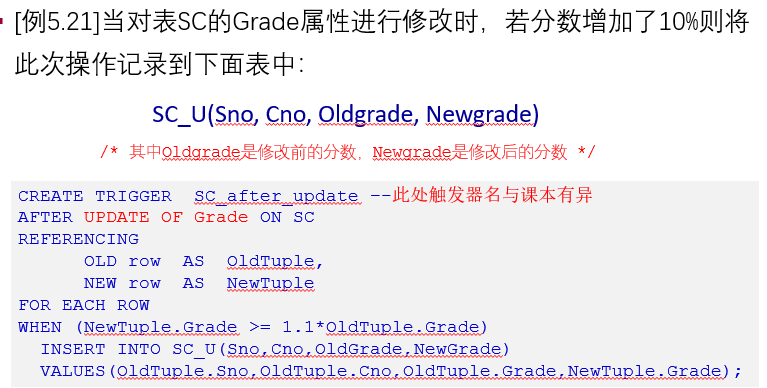 [例5.21]当对表SC的Grade属性进行修改时，若分数增加了10%则将
此次操作记录到下面表中：
SC_U(Sno, Cno, Oldgrade, Newgrade)
/* 其中Oldgrade是修改前的分数，Newgrade是修改后的分数 */
CREATE TRIGGER  SC_after_update --此处触发器名与课本有异
AFTER UPDATE OF Grade ON SC
REFERENCING
      OLD row  AS  OldTuple,
      NEW row  AS  NewTuple
FOR EACH ROW
WHEN (NewTuple.Grade >= 1.1*OldTuple.Grade)
  INSERT INTO SC_U(Sno,Cno,OldGrade,NewGrade)
  VALUES(OldTuple.Sno,OldTuple.Cno,OldTuple.Grade,NewTuple.Grade);